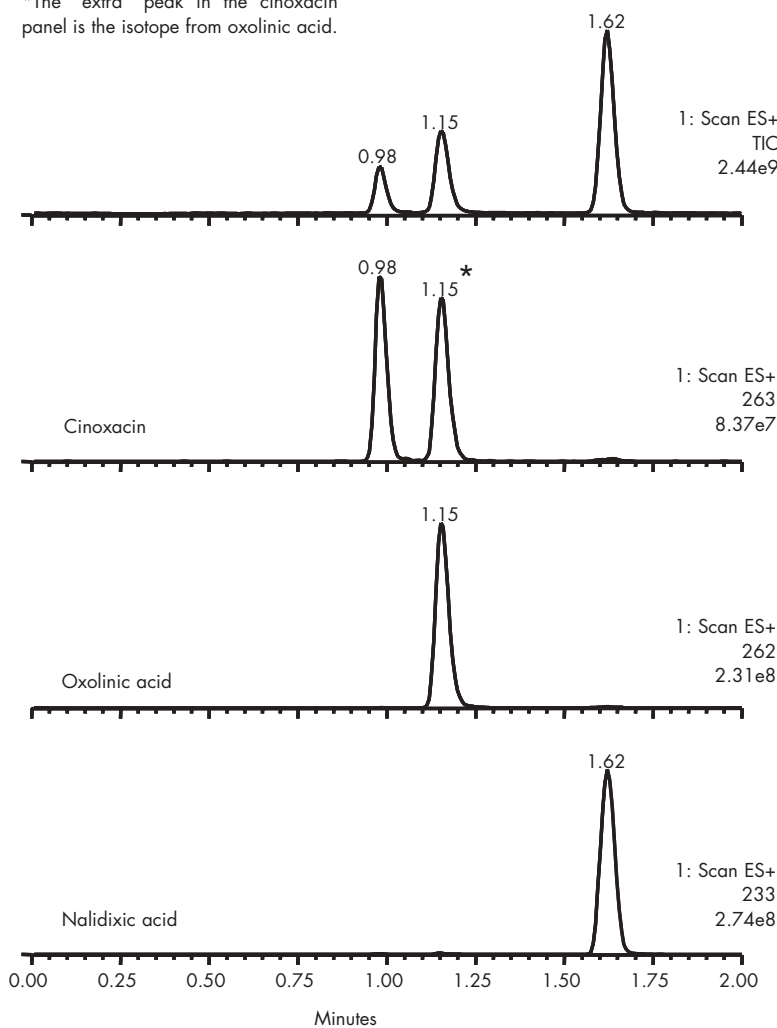 *The "extra" peak in the cinoxacin
panel is the isotope from oxolinic acid.
1.62
1.15
0.98
1: Scan ES+
TIC
2.44e9
0.98
1.15
*
1: Scan ES+
263
8.37e7
Cinoxacin
1.15
1: Scan ES+
262
2.31e8
Oxolinic acid
1.62
1: Scan ES+
233
2.74e8
Nalidixic acid
0.00 0.25 0.50 0.75 1.00 1.25 1.50 1.75 2.00
Minutes